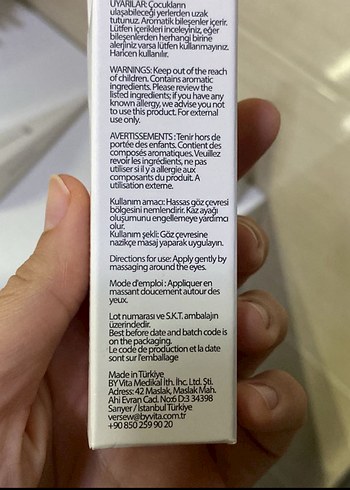 UYARILAR: Çocukların
ulaşabileceği yerlerden uzak
tutunuz. Aromatik bileşenler içerir.
Lütfen içerikleri inceleyiniz, eğer
bileşenlerden herhangi birine
alerjiniz varsa lütfen kullanmayınız.
Haricen kullanılır.
WARNINGS: Keep out of the reach
of children. Contains aromatic
ingredients. Please review the
listed ingredients; if you have any
known allergy, we advise you not
to use this product. For external
use only.
AVERTISSEMENTS : Tenir hors de
portée des enfants. Contient des
composés aromatiques. Veuillez
revoir les ingrédients, ne pas
utiliser si il y'a allergie aux
composants du produit. A
utilisation externe.
Kullanım amacı: Hassas göz çevresi
bölgesini nemlendirir. Kaz ayağı
oluşumunu engellemeye yardımcı
olur.
Kullanım şekli: Göz çevresine
nazikçe masaj yaparak uygulayın.
Directions for use: Apply gently by
massaging around the eyes.
Mode d'emploi : Appliquer en
massant doucement autour des
yeux.
Lot numarası ve S.K.T. ambalajın
üzerindedir.
Best before date and batch code is
on the packaging.
Le code de production et la date
sont sur l'emballage
Made in Türkiye
BY Vita Medikal İth. İhc. Ltd. Şti.
Adress: 42 Maslak, Maslak Mah.
Ahi Evran Cad. No:6 D:3 34398
Sarıyer / İstanbul Türkiye
versew@byvita.com.tr
+90 850 259 90 20